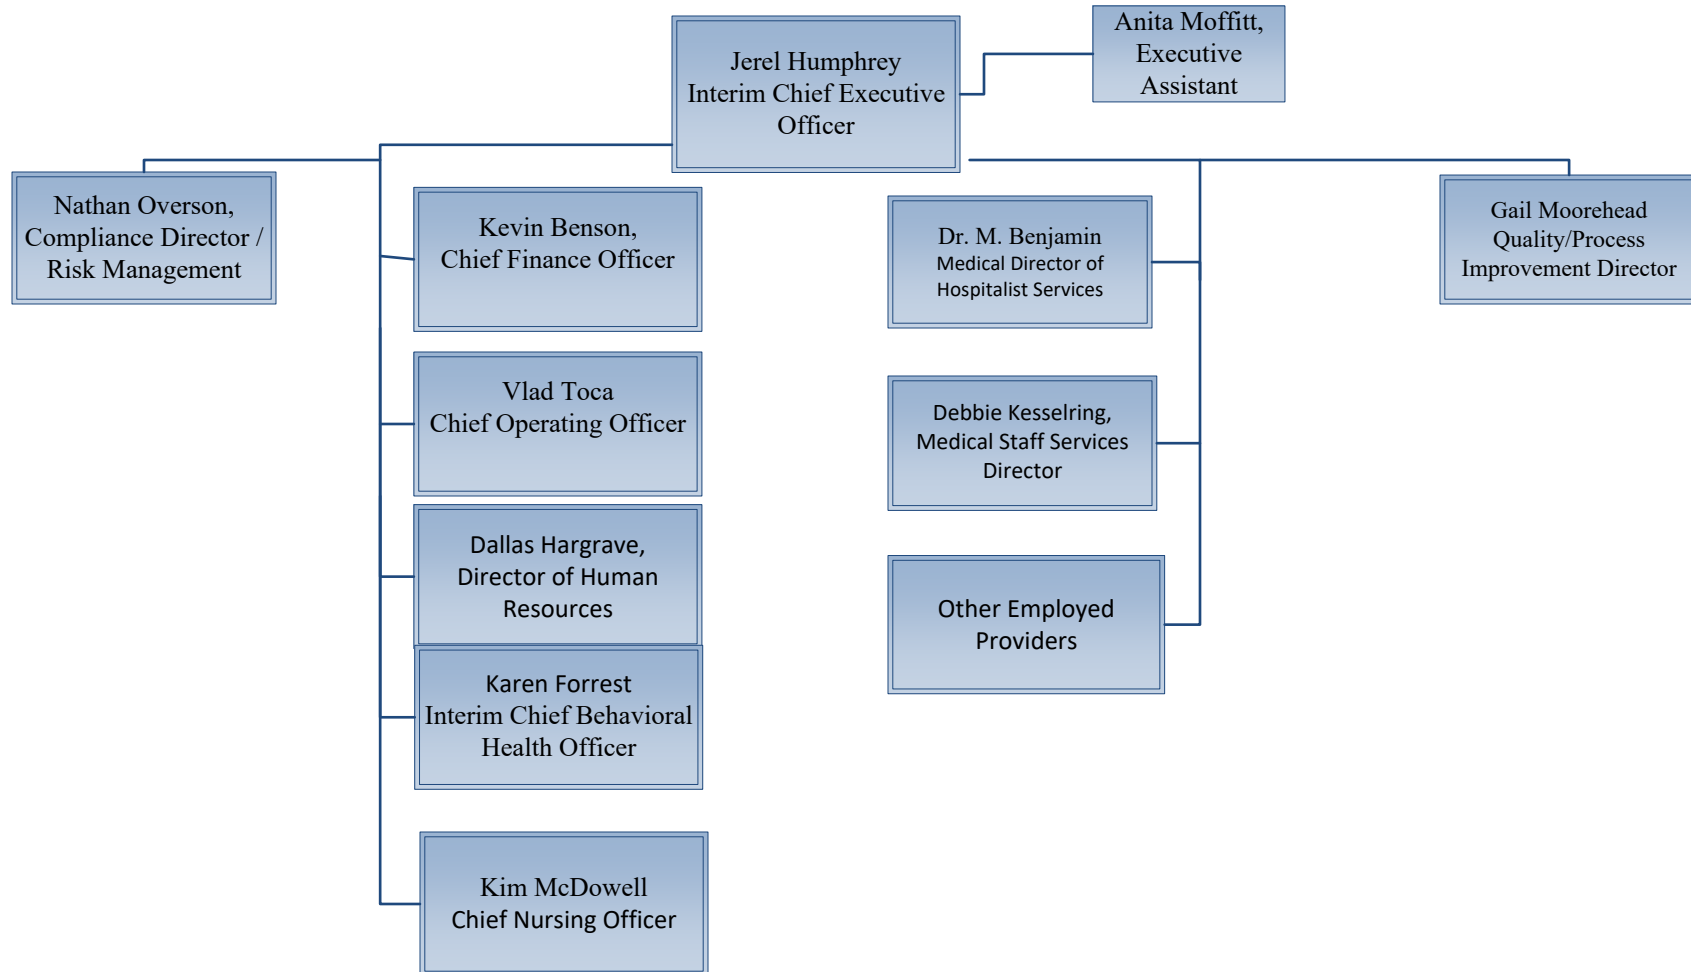 Jerel Humphrey
Interim Chief Executive
Officer
Anita Moffitt,
Executive
Assistant
Nathan Overson,
Compliance Director /
Risk Management
Kevin Benson,
Chief Finance Officer
Vlad Toca
Chief Operating Officer
Dallas Hargrave,
Director of Human
Resources
Karen Forrest
Interim Chief Behavioral
Health Officer
Kim McDowell
Chief Nursing Officer
Dr. M. Benjamin
Medical Director of
Hospitalist Services
Debbie Kesselring,
Medical Staff Services
Director
Other Employed
Providers
Gail Moorehead
Quality/Process
Improvement Director